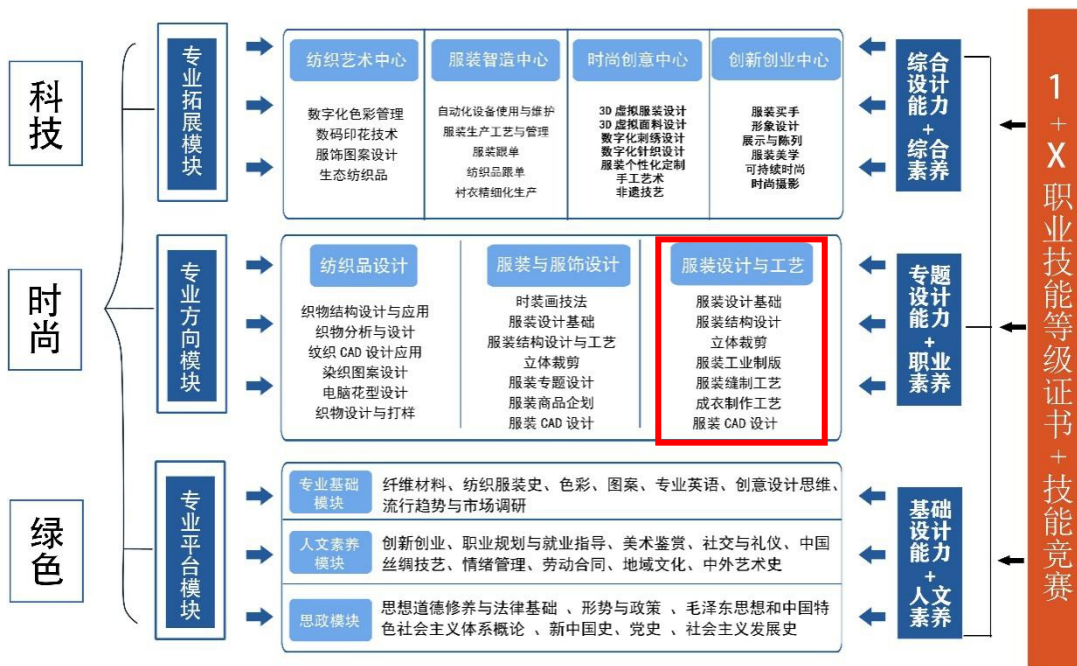 科技
时尚
绿色
专业拓展模块
纺织艺术中心
数字化色彩管理
数码印花技术
服饰图案设计
生态纺织品
服装智造中心
自动化设备使用与维护
服装生产工艺与管理
服装跟单
纺织品跟单
衬衣精细化生产
时尚创意中心
3D 虚拟服装设计
3D 虚拟面料设计
数字化刺绣设计
数字化针织设计
服装个性化定制
手工艺术
非遗技艺
创新创业中心
服装买手
形象设计
展示与陈列
服装美学
可持续时尚
时尚摄影
综合
设计
能力
+
综合
素养
专业方向模块
纺织品设计
织物结构设计与应用
织物分析与设计
纹织 CAD 设计应用
染织图案设计
电脑花型设计
织物设计与打样
服装与服饰设计
时装画技法
服装设计基础
服装结构设计与工艺
立体裁剪
服装专题设计
服装商品企划
服装 CAD 设计
服装设计与工艺
服装设计基础
服装结构设计
立体裁剪
服装工业制版
服装缝制工艺
成衣制作工艺
服装 CAD 设计
专题
设计
能力
+
职业
素养
专业平台模块
专业基础
模块
纤维材料、纺织服装史、色彩、图案、专业英语、创意设计思维、
流行趋势与市场调研
人文素养
模块
创新创业、职业规划与就业指导、美术鉴赏、社交与礼仪、中国
丝绸技艺、情绪管理、劳动合同、地域文化、中外艺术史
思政模块
思想道德修养与法律基础 、形势与政策 、毛泽东思想和中国特
色社会主义体系概论 、新中国史、党史 、社会主义发展史
基础
设计
能力
+
人文
素养
1+X职业技能等级证书+技能竞赛